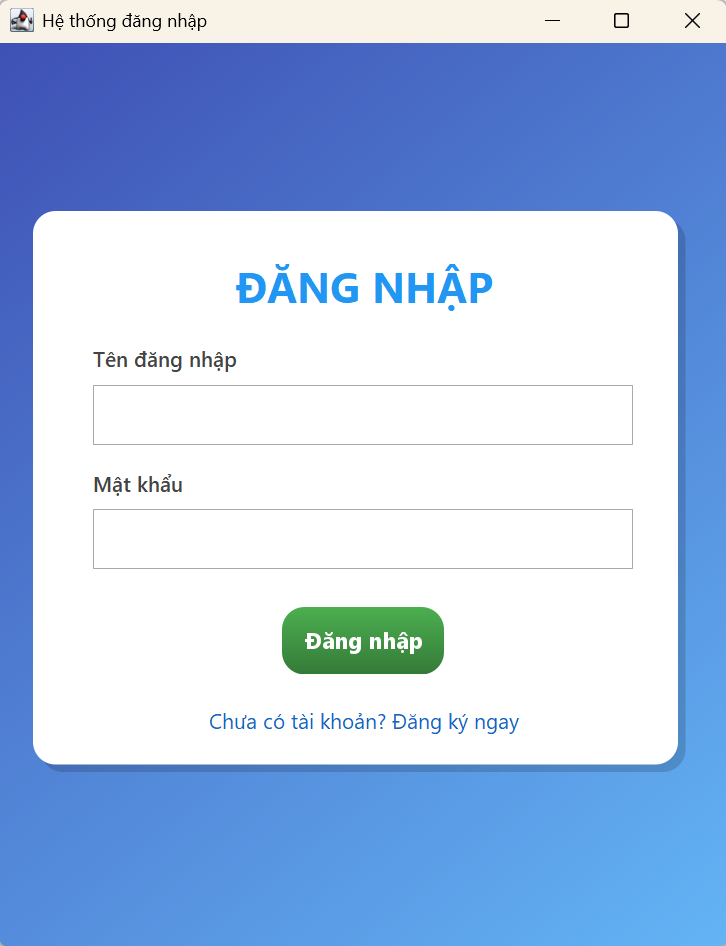 Hệ thống đăng nhập
ĐĂNG NHẬP
Tên đăng nhập
Mật khẩu
Đăng nhập
Chưa có tài khoản? Đăng ký ngay